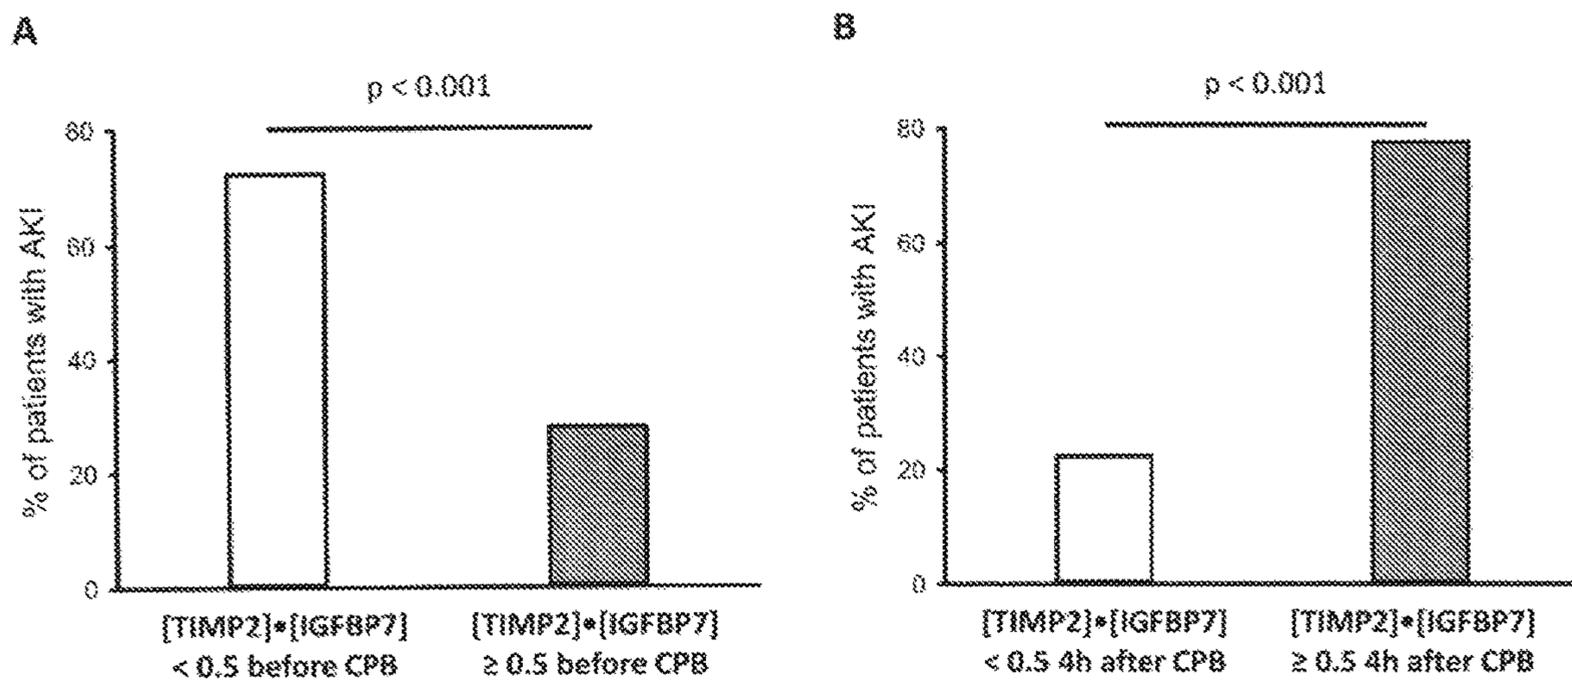 A
p < 0.001
80
60
40
20
0
% of patients with AKI
[TIMP2]•[IGFBP7]
< 0.5 before CPB
[TIMP2]•[IGFBP7]
≥ 0.5 before CPB
B
p < 0.001
80
60
40
20
0
% of patients with AKI
[TIMP2]•[IGFBP7]
< 0.5 4h after CPB
[TIMP2]•[IGFBP7]
≥ 0.5 4h after CPB